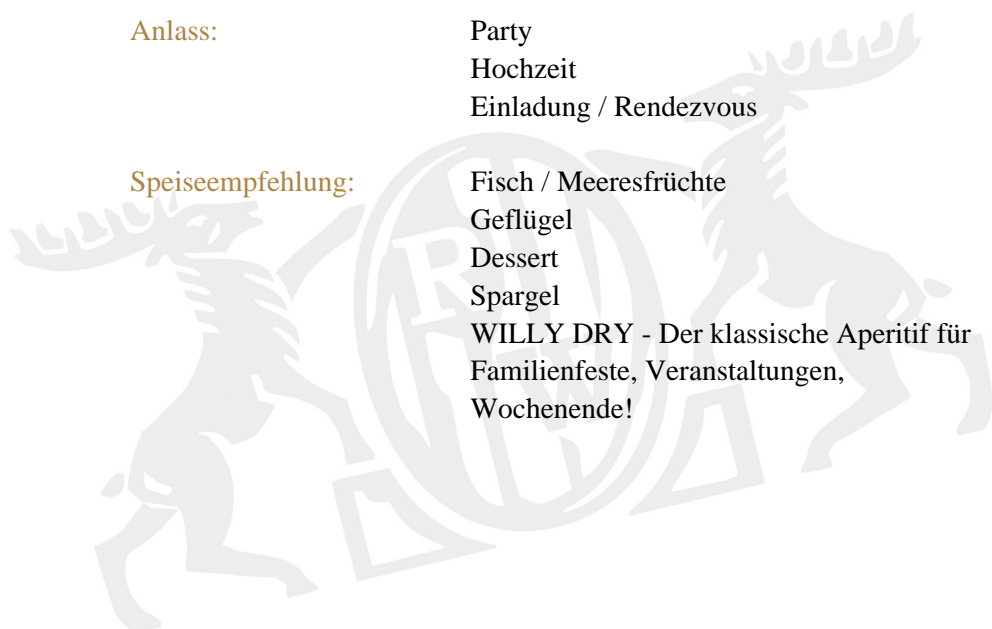 Anlass: Party
Hochzeit
Einladung / Rendezvous
Speiseempfehlung: Fisch / Meeresfrüchte
Geflügel
Dessert
Spargel
WILLY DRY - Der klassische Aperitif für
Familienfeste, Veranstaltungen,
Wochenende!